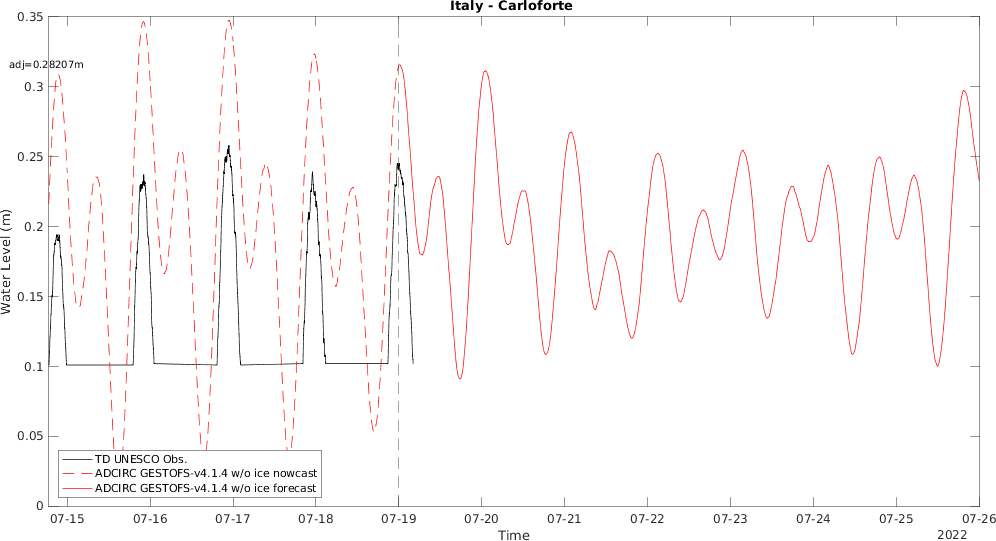 Italy - Carloforte
adj=0.28207m
Water Level (m)
0.35
0.3
0.25
0.2
0.15
0.1
0.05
0
TD UNESCO Obs.
ADCIRC GESTOFS-v4.1.4 w/o ice nowcast
ADCIRC GESTOFS-v4.1.4 w/o ice forecast
07-15 07-16 07-17 07-18 07-19 07-20 07-21 07-22 07-23 07-24 07-25 07-26
Time
2022